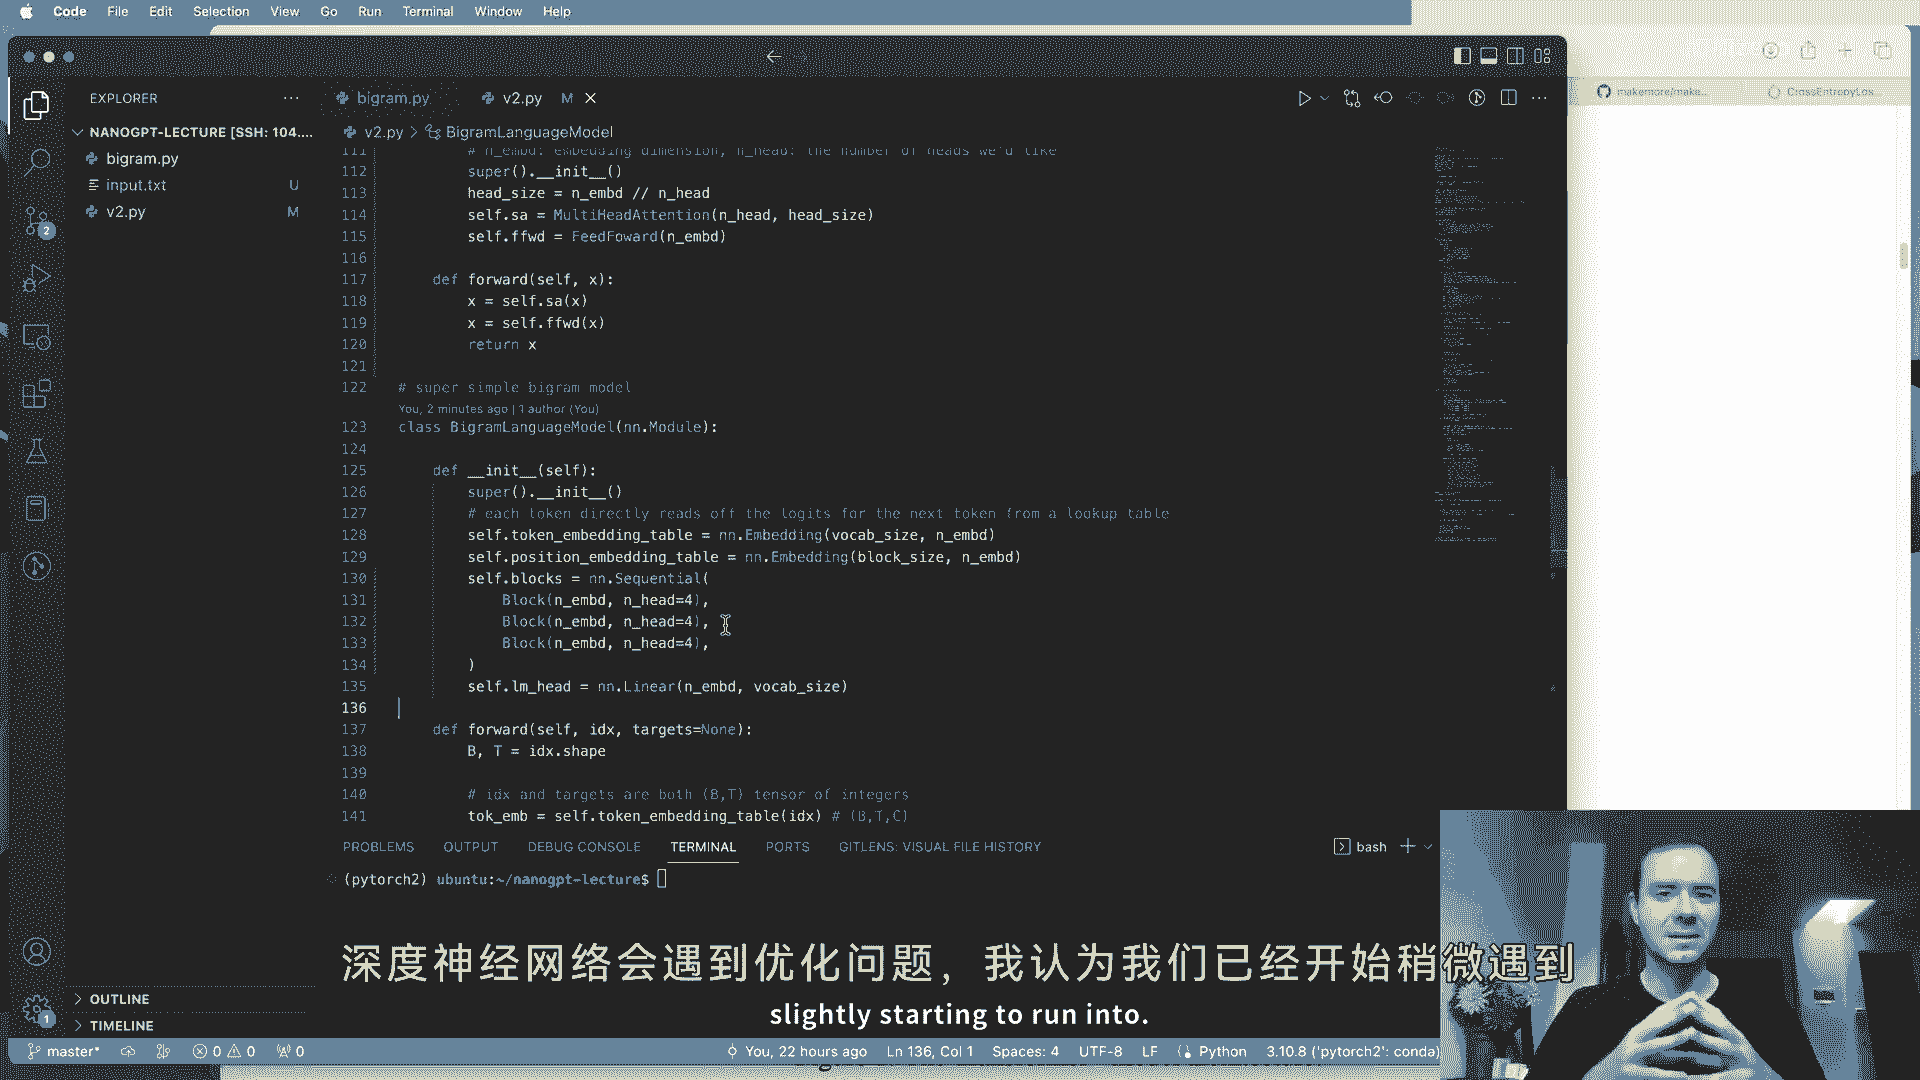 Code File Edit Selection View Go Run Terminal Window Help
makemore/make...
CrossEntropyLos...
EXPLORER
bigram.py
v2.py M
NANOGPT-LECTURE [SSH: 104....
v2.py > BigramLanguageModel
bigram.py
input.txt U
v2.py M
2
111 # n_embd: embedding dimension, n_head: the number of heads we'd like
112 super().__init__()
113 head_size = n_embd // n_head
114 self.sa = MultiHeadAttention(n_head, head_size)
115 self.ffwd = FeedFoward(n_embd)
116
117 def forward(self, x):
118 x = self.sa(x)
119 x = self.ffwd(x)
120 return x
121
122 # super simple bigram model
You, 2 minutes ago | 1 author (You)
123 class BigramLanguageModel(nn.Module):
124
125 def __init__(self):
126 super().__init__()
127 # each token directly reads off the logits for the next token from a lookup table
128 self.token_embedding_table = nn.Embedding(vocab_size, n_embd)
129 self.position_embedding_table = nn.Embedding(block_size, n_embd)
130 self.blocks = nn.Sequential(
131 Block(n_embd, n_head=4),
132 Block(n_embd, n_head=4),
133 Block(n_embd, n_head=4),
134 )
135 self.lm_head = nn.Linear(n_embd, vocab_size)
136
137 def forward(self, idx, targets=None):
138 B, T = idx.shape
139
140 # idx and targets are both (B,T) tensor of integers
141 tok_emb = self.token_embedding_table(idx) # (B,T,C)
PROBLEMS OUTPUT DEBUG CONSOLE TERMINAL PORTS GITLENS: VISUAL FILE HISTORY
bash
(pytorch2) ubuntu:~/nanogpt-lecture$
深度神经网络会遇到优化问题，我认为我们已经开始稍微遇到
slightly starting to run into.
OUTLINE
1
TIMELINE
master* 0 0 0 You, 22 hours ago Ln 136, Col 1 Spaces: 4 UTF-8 LF Python 3.10.8 ('pytorch2': conda)